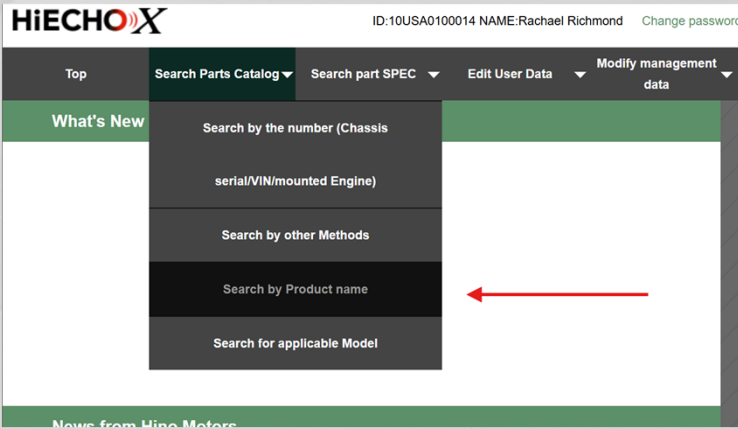 HiECHO X
ID:10USA0100014 NAME:Rachael Richmond Change password
Top
Search Parts Catalog
Search part SPEC
Edit User Data
Modify management
data
What's New
Search by the number (Chassis
serial/VIN/mounted Engine)
Search by other Methods
Search by Product name
Search for applicable Model
News from Hino Motors